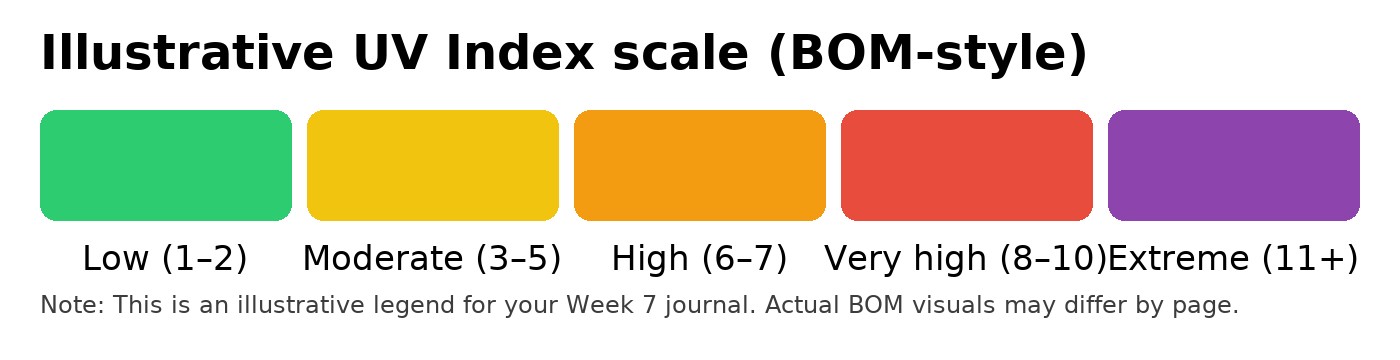 Illustrative UV Index scale (BOM-style)
Low (1–2) Moderate (3–5) High (6–7) Very high (8–10) Extreme (11+)
Note: This is an illustrative legend for your Week 7 journal. Actual BOM visuals may differ by page.